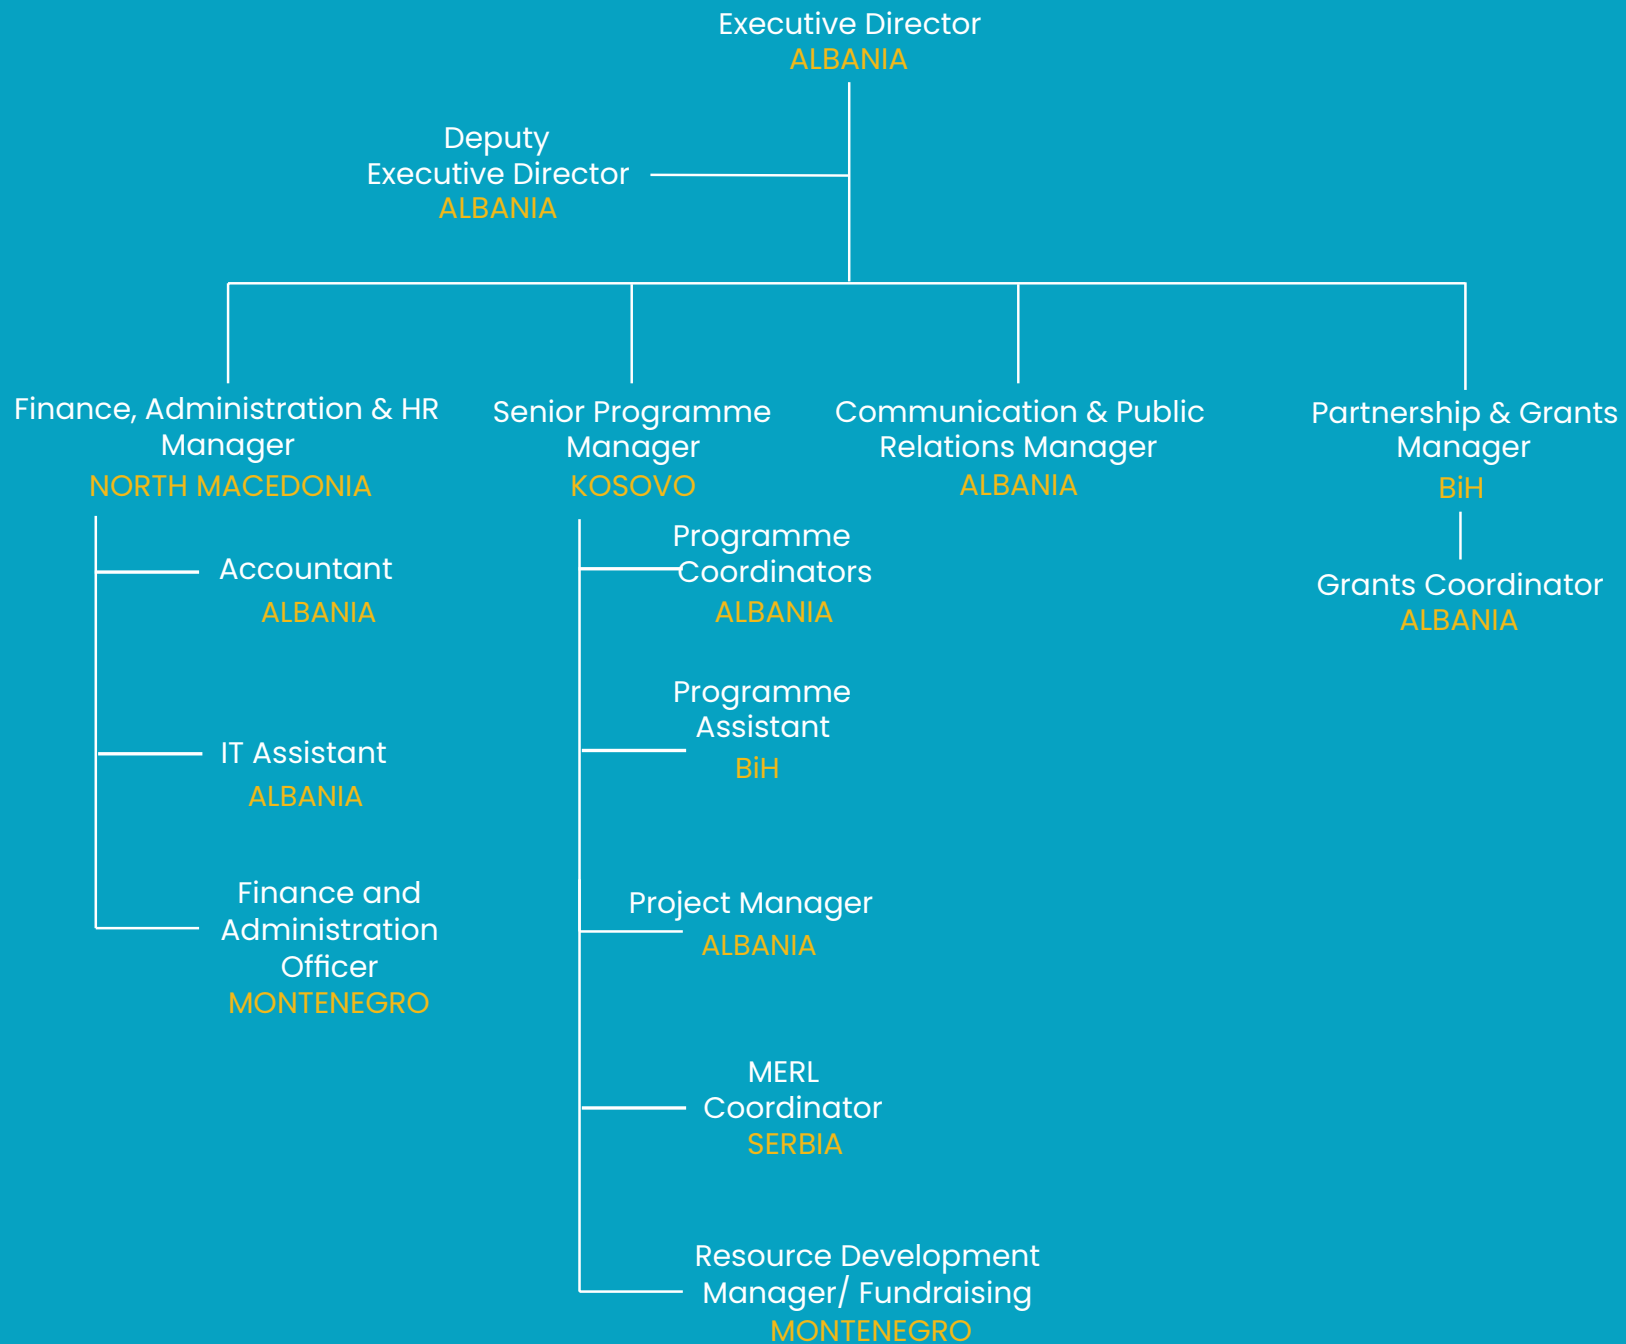 Executive Director
ALBANIA
Deputy
Executive Director
ALBANIA
Finance, Administration & HR
Manager
NORTH MACEDONIA
Accountant
ALBANIA
IT Assistant
ALBANIA
Finance and
Administration
Officer
MONTENEGRO
Senior Programme
Manager
KOSOVO
Programme
Coordinators
ALBANIA
Programme
Assistant
BiH
Project Manager
ALBANIA
MERL
Coordinator
SERBIA
Resource Development
Manager/ Fundraising
MONTENEGRO
Communication & Public
Relations Manager
ALBANIA
Partnership & Grants
Manager
BiH
Grants Coordinator
ALBANIA